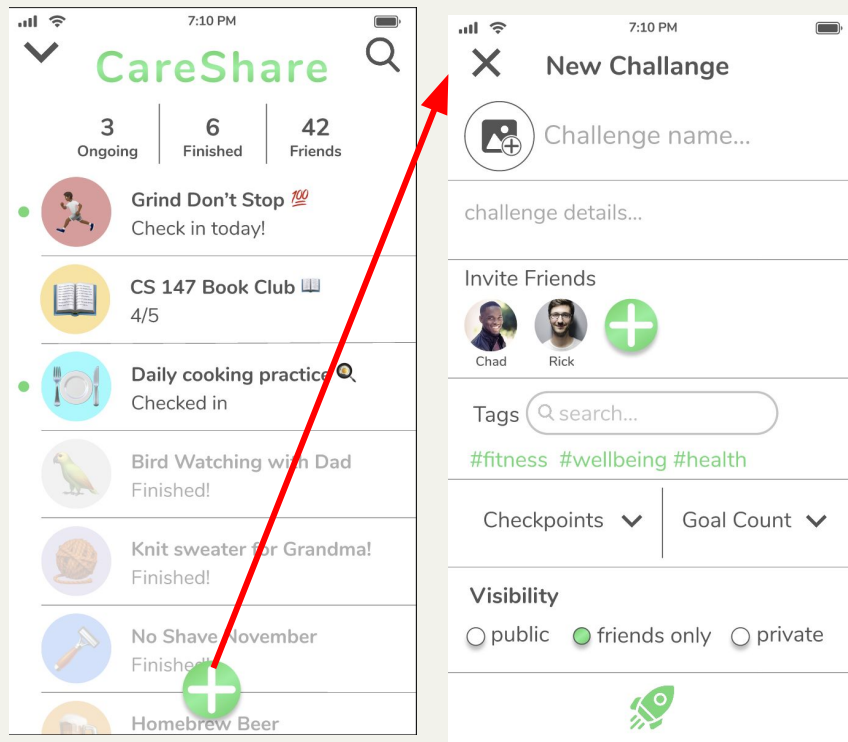 7:10 PM
CareShare
3 6 42
Ongoing Finished Friends
Grind Don't Stop 💯
Check in today!
CS 147 Book Club 📖
4/5
Daily cooking practice
Checked in
Bird Watching with Dad
Finished!
Knit sweater for Grandma!
Finished!
No Shave November
Finished!
Homebrew Beer
7:10 PM
New Challange
Challenge name...
challenge details...
Invite Friends
Chad Rick
Tags search...
#fitness #wellbeing #health
Checkpoints Goal Count
Visibility
public friends only private